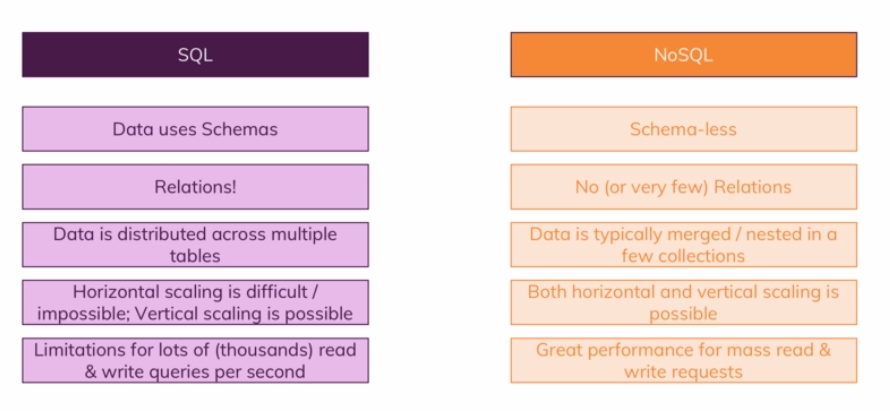 SQL
NoSQL
Data uses Schemas
Schema-less
Relations!
No (or very few) Relations
Data is distributed across multiple
tables
Data is typically merged / nested in a
few collections
Horizontal scaling is difficult /
impossible; Vertical scaling is possible
Both horizontal and vertical scaling is
possible
Limitations for lots of (thousands) read
& write queries per second
Great performance for mass read &
write requests